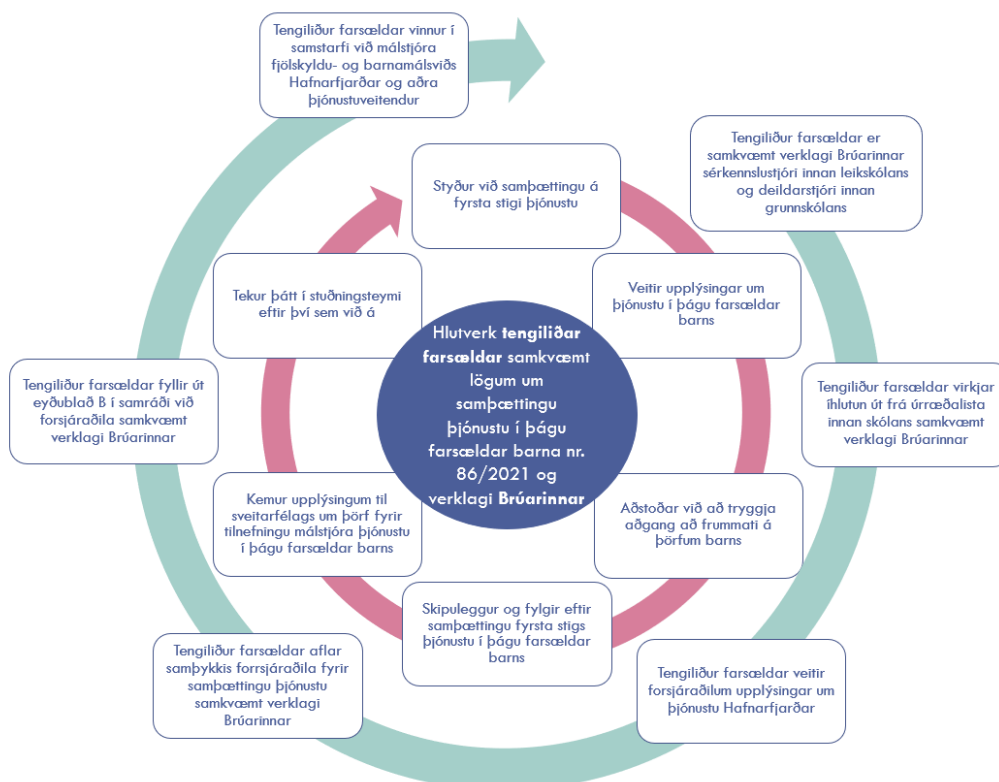 Tengiliður farsældar vinnur í
samstarfi við málstjóra
fjölskyldu- og barnamálsviðs
Hafnarfjarðar og aðra
þjónustuveitendur
Tengiliður farsældar er
samkvæmt verklagi Brúarinnar
sérkennslustjóri innan leikskólans
og deildarstjóri innan
grunnskólans
Tengiliður farsældar virkjar
íhlutun út frá úrræðalista
innan skólans samkvæmt
verklagi Brúarinnar
Tengiliður farsældar veitir
forsjáraðilum upplýsingar um
þjónustu Hafnarfjarðar
Tengiliður farsældar aflar
samþykkis forrsjáraðila fyrir
samþættingu þjónustu
samkvæmt verklagi
Brúarinnar
Tengiliður farsældar fyllir út
eyðublað B í samráði við
forsjáraðila samkvæmt
verklagi Brúarinnar
Styður við samþættingu á
fyrsta stigi þjónustu
Veitir upplýsingar um
þjónustu í þágu farsældar
barns
Aðstoðar við að tryggja
aðgang að frummati á
þörfum barns
Skipuleggur og fylgir eftir
samþættingu fyrsta stigs
þjónustu í þágu farsældar
barns
Kemur upplýsingum til
sveitarfélags um þörf fyrir
tilnefningu málstjóra þjónustu
í þágu farsældar barns
Tekur þátt í stuðningsteymi
eftir því sem við á
Hlutverk tengiliðar
farsældar samkvæmt
lögum um
samþættingu
þjónustu í þágu
farsældar barna nr.
86/2021 og
verklagi Brúarinnar